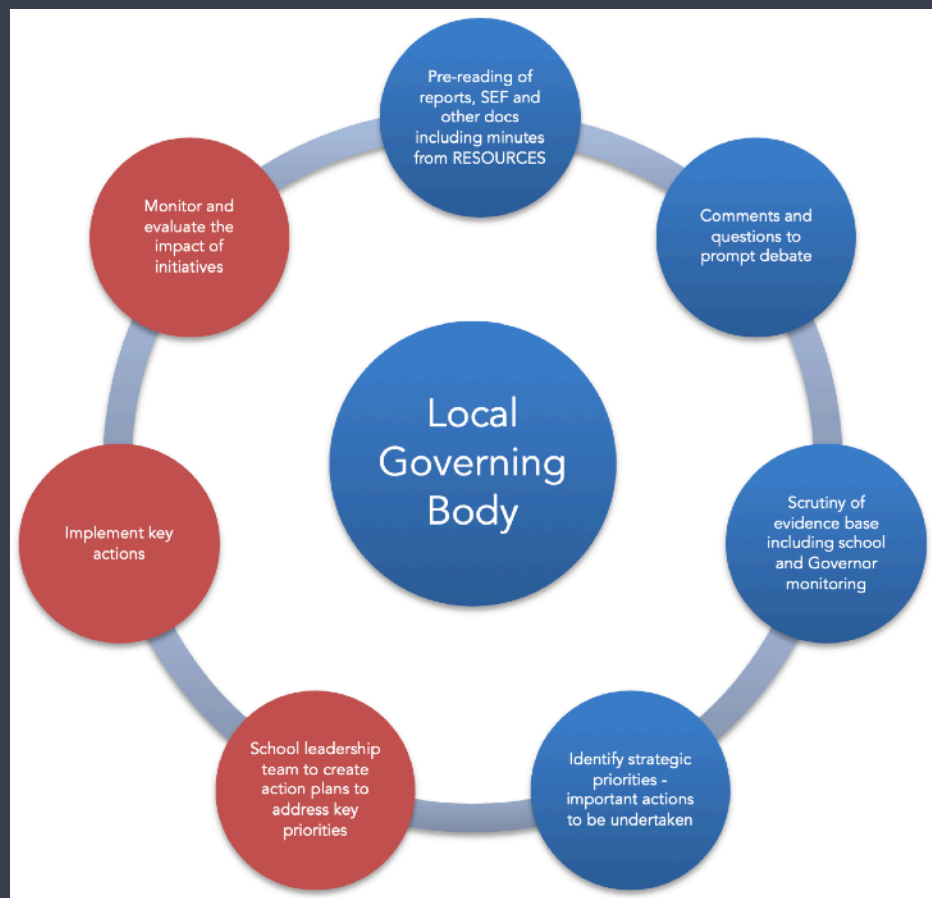 Pre-reading of
reports, SEF and
other docs
including minutes
from RESOURCES
Comments and
questions to
prompt debate
Scrutiny of
evidence base
including school
and Governor
monitoring
Identify strategic
priorities -
important actions
to be undertaken
School leadership
team to create
action plans to
address key
priorities
Implement key
actions
Monitor and
evaluate the
impact of
initiatives
Local
Governing
Body